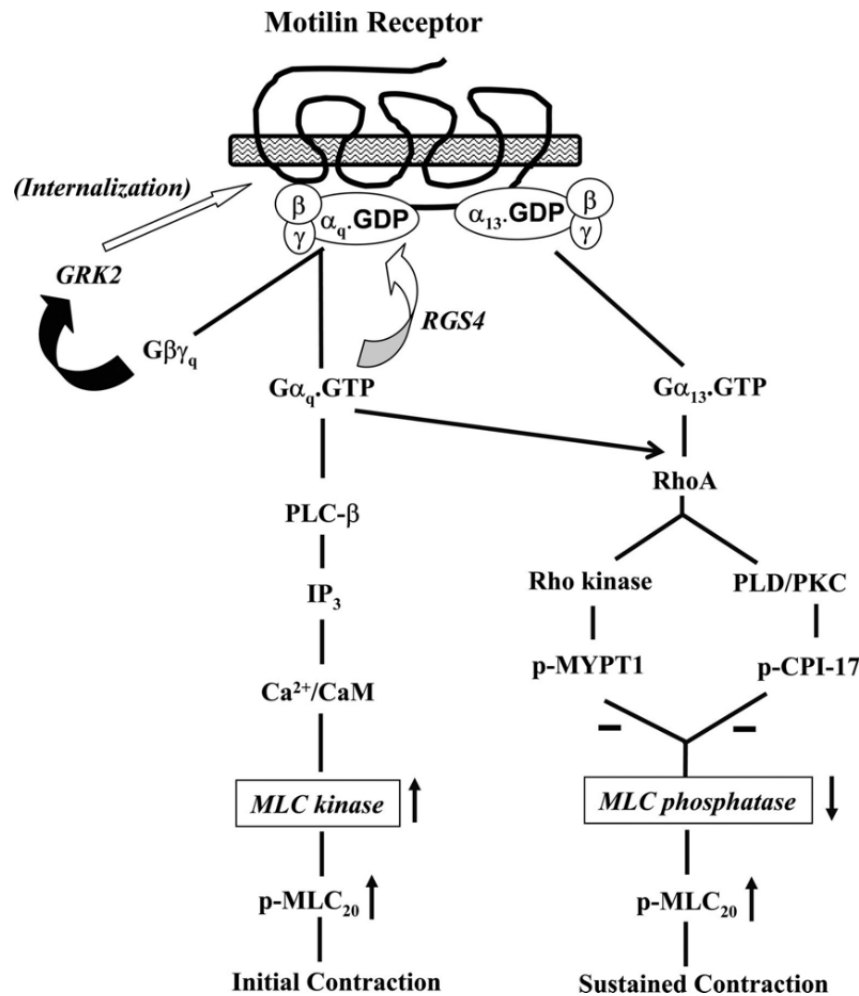 Motilin Receptor
(Internalization)
β
γ
αq.GDP
α13.GDP
β
γ
GRK2
RGS4
Gβγq
Gαq.GTP
Gα13.GTP
RhoA
PLC-β
Rho kinase
PLD/PKC
IP3
p-MYPT1
p-CPI-17
Ca²⁺/CaM
–
–
MLC kinase
MLC phosphatase
p-MLC20
p-MLC20
Initial Contraction
Sustained Contraction